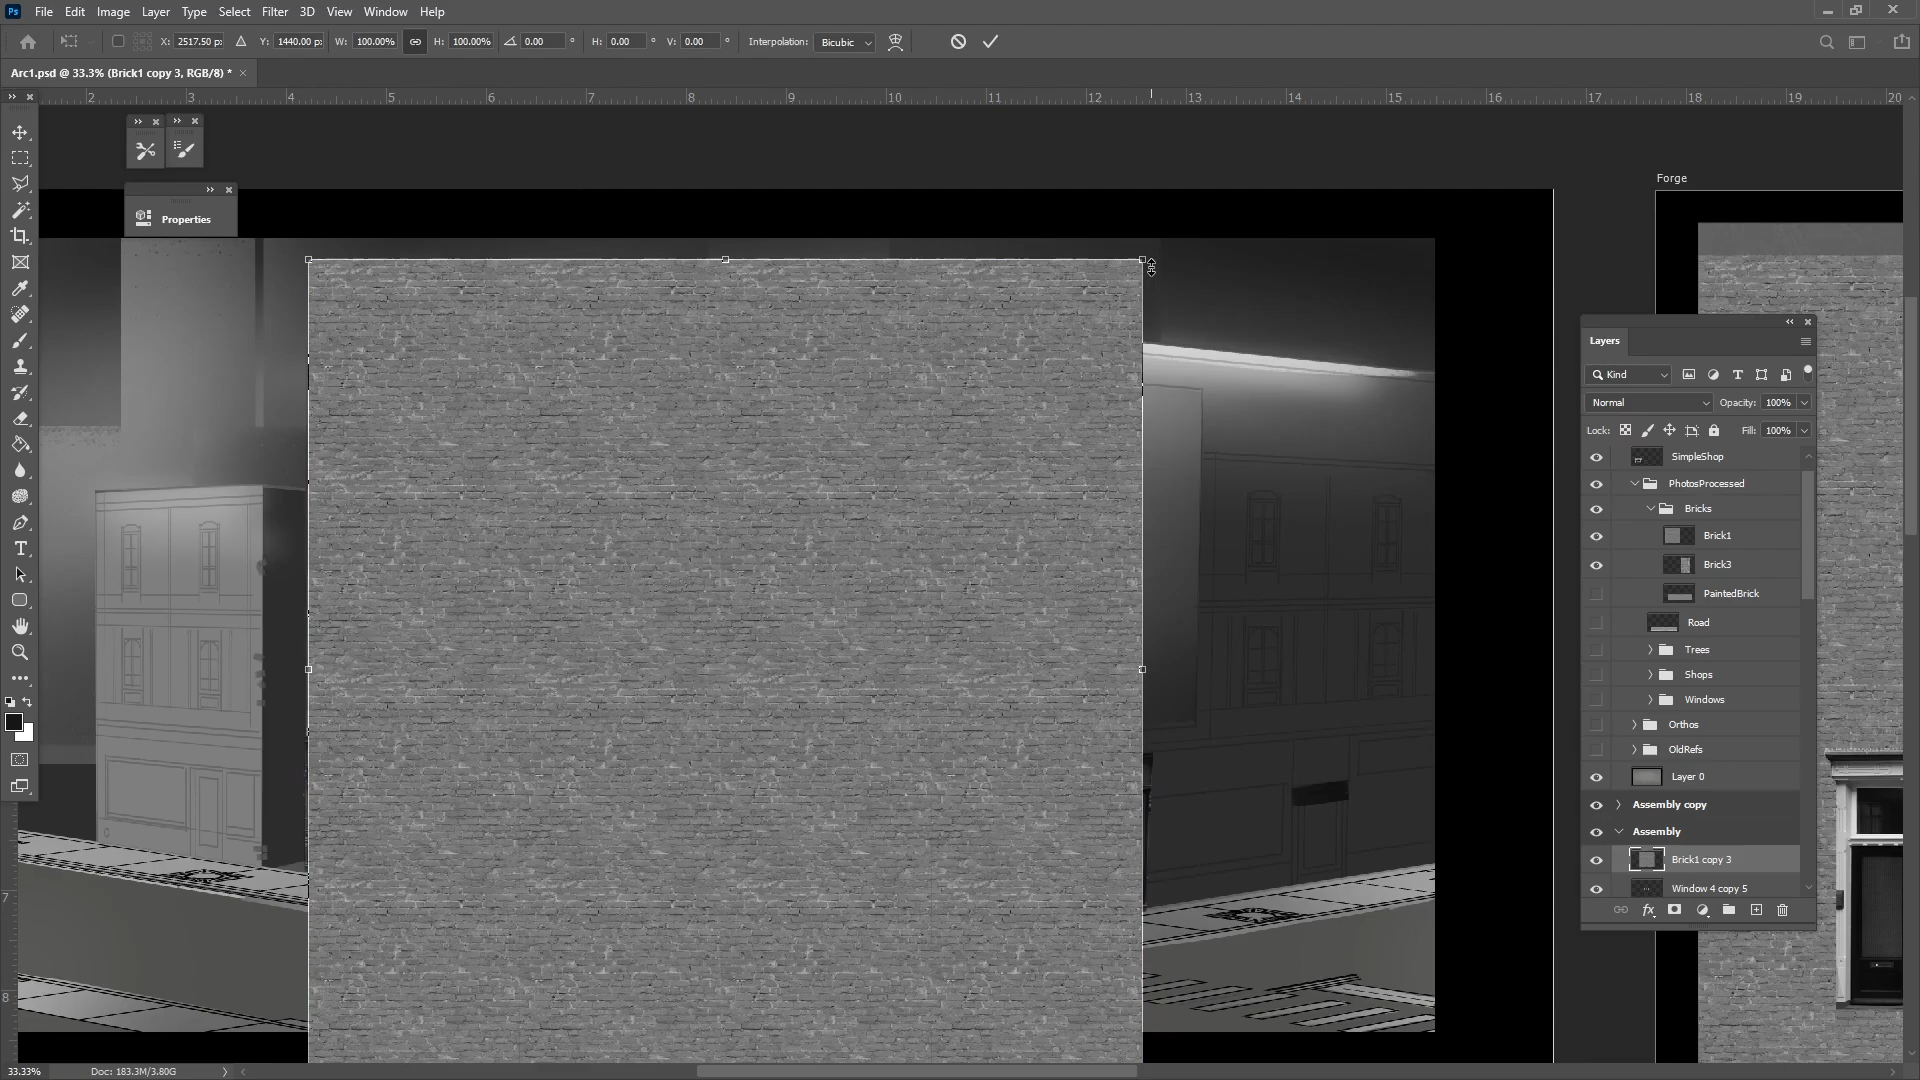 Ps File Edit Image Layer Type Select Filter 3D View Window Help
X: 2517.50 p: Y: 1440.00 p: W: 100.00% H: 100.00% 0.00 ° H: 0.00 ° V: 0.00 ° Interpolation: Bicubic
Arc1.psd @ 33.3% (Brick1 copy 3, RGB/8) * ×
2 3 4 5 6 7 8 9 10 11 12 13 14 15 16 17 18 19 20
Forge
Properties
Layers
Kind
Normal Opacity: 100%
Lock: Fill: 100%
SimpleShop
PhotosProcessed
Bricks
Brick1
Brick3
PaintedBrick
Road
Trees
Shops
Windows
Orthos
OldRefs
Layer 0
Assembly copy
Assembly
Brick1 copy 3
Window 4 copy 5
fx
7
8
33.33% Doc: 183.3M/3.80G